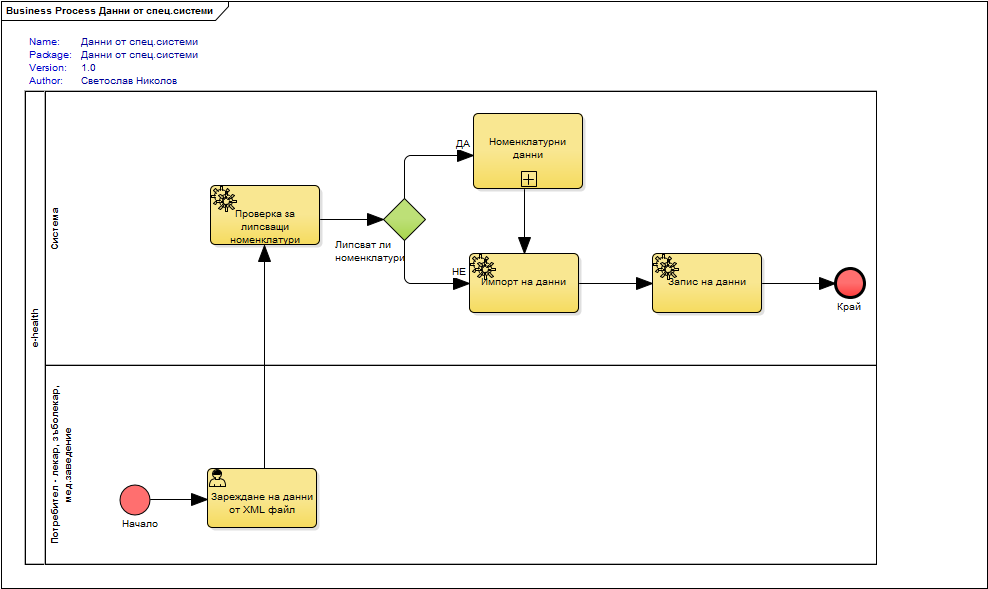 Business Process Данни от спец.системи
Name: Данни от спец.системи
Package: Данни от спец.системи
Version: 1.0
Author: Светослав Николов
e-health
Система
Проверка за
липсващи
номенклатури
Липсват ли
номенклатури
ДА
Номенклатурни
данни
НЕ
Импорт на данни
Запис на данни
Край
Потребител - лекар, зъболекар,
мед.заведение
Начало
Зареждане на данни
от XML файл